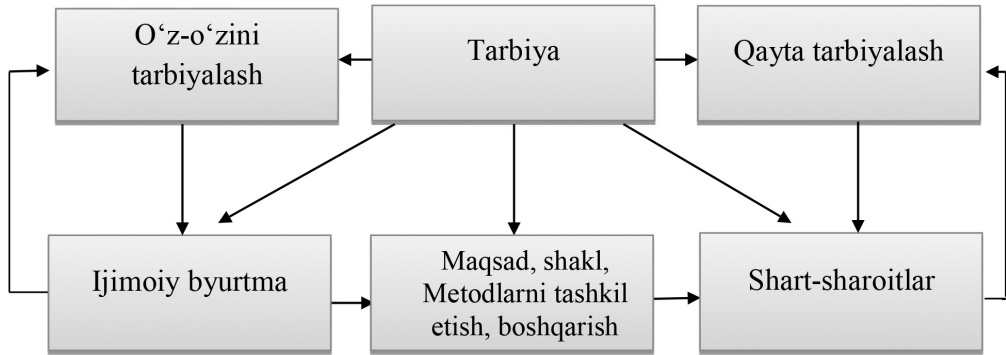 O‘z-o‘zini
tarbiyalash
Tarbiya
Qayta tarbiyalash
Ijimoiy byurtma
Maqsad, shakl,
Metodlarni tashkil
etish, boshqarish
Shart-sharoitlar